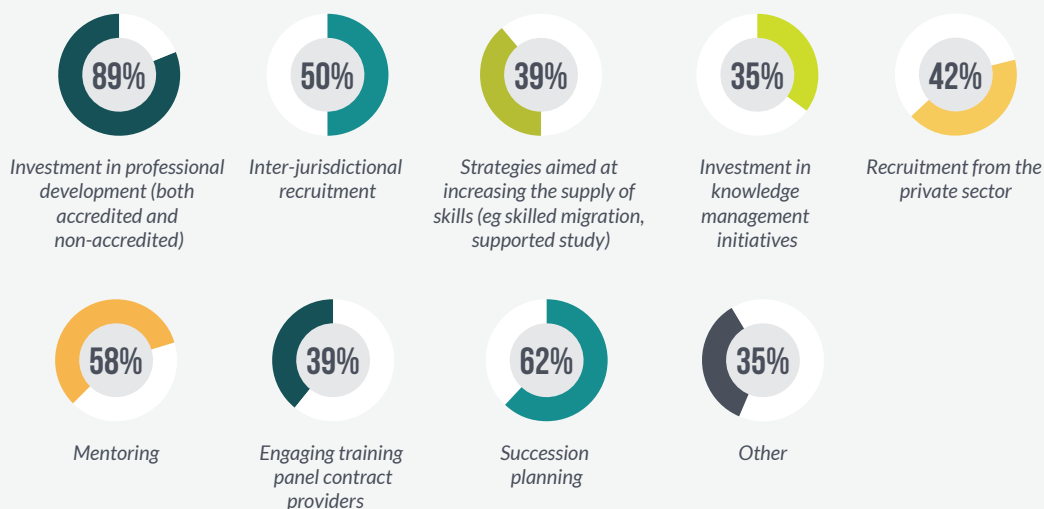 89%
50%
39%
35%
42%
Investment in professional
development (both
accredited and
non-accredited)
Inter-jurisdictional
recruitment
Strategies aimed at
increasing the supply of
skills (eg skilled migration,
supported study)
Investment in
knowledge
management
initiatives
Recruitment from the
private sector
58%
39%
62%
35%
Mentoring
Engaging training
panel contract
providers
Succession
planning
Other